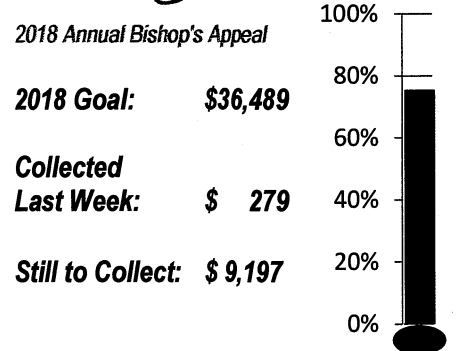 2018 Annual Bishop's Appeal
2018 Goal: $36,489
Collected
Last Week: $ 279
Still to Collect: $ 9,197
100%
80%
60%
40%
20%
0%